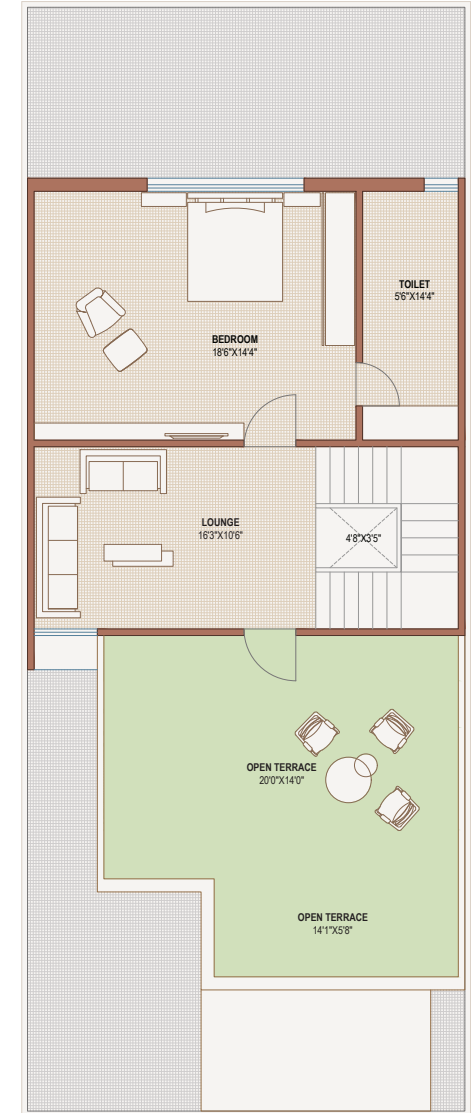 TOILET
5'6"X14'4"
BEDROOM
18'6"X14'4"
LOUNGE
16'3"X10'6"
4'8"X3'5"
OPEN TERRACE
20'0"X14'0"
OPEN TERRACE
14'1"X5'8"